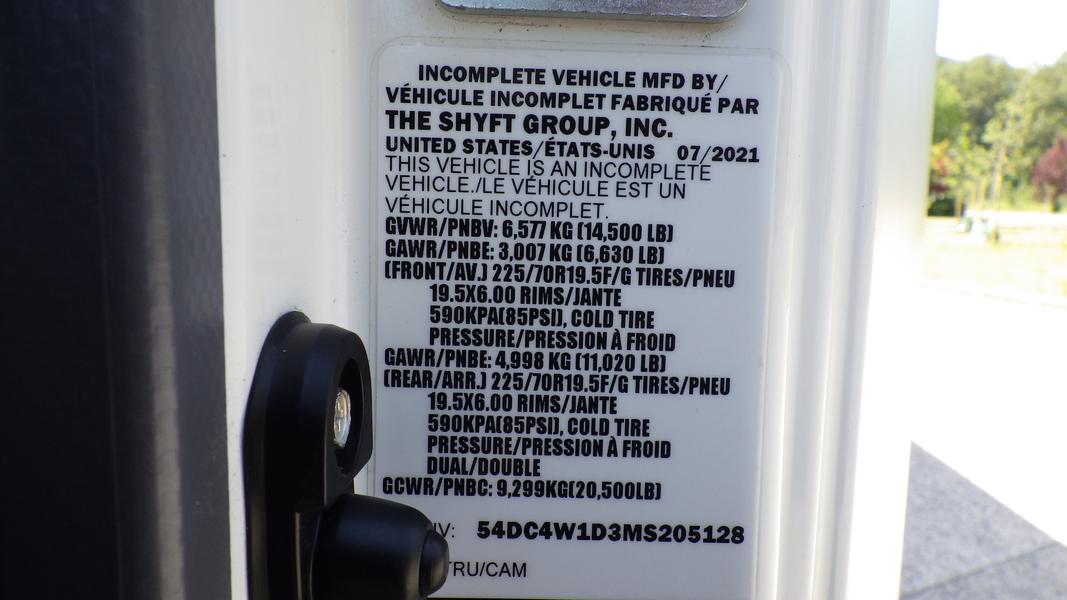 INCOMPLETE VEHICLE MFD BY/
VÉHICULE INCOMPLET FABRIQUÉ PAR
THE SHYFT GROUP, INC.
UNITED STATES/ÉTATS-UNIS 07/2021
THIS VEHICLE IS AN INCOMPLETE
VEHICLE./LE VÉHICULE EST UN
VÉHICULE INCOMPLET.
GVWR/PNBV: 6,577 KG (14,500 LB)
GAWR/PNBE: 3,007 KG (6,630 LB)
(FRONT/AV.) 225/70R19.5F/G TIRES/PNEU
19.5X6.00 RIMS/JANTE
590KPA(85PSI), COLD TIRE
PRESSURE/PRESSION À FROID
GAWR/PNBE: 4,998 KG (11,020 LB)
(REAR/ARR.) 225/70R19.5F/G TIRES/PNEU
19.5X6.00 RIMS/JANTE
590KPA(85PSI), COLD TIRE
PRESSURE/PRESSION À FROID
DUAL/DOUBLE
GCWR/PNBC: 9,299KG(20,500LB)
54DC4W1D3MS205128
TRU/CAM